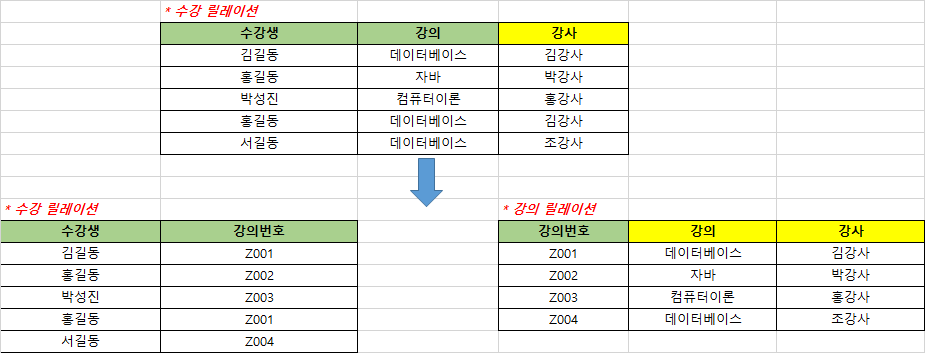 * 수강 릴레이션
수강생 강의 강사
김길동 데이터베이스 김강사
홍길동 자바 박강사
박성진 컴퓨터이론 홍강사
홍길동 데이터베이스 김강사
서길동 데이터베이스 조강사
* 수강 릴레이션
수강생 강의번호
김길동 Z001
홍길동 Z002
박성진 Z003
홍길동 Z001
서길동 Z004
* 강의 릴레이션
강의번호 강의 강사
Z001 데이터베이스 김강사
Z002 자바 박강사
Z003 컴퓨터이론 홍강사
Z004 데이터베이스 조강사